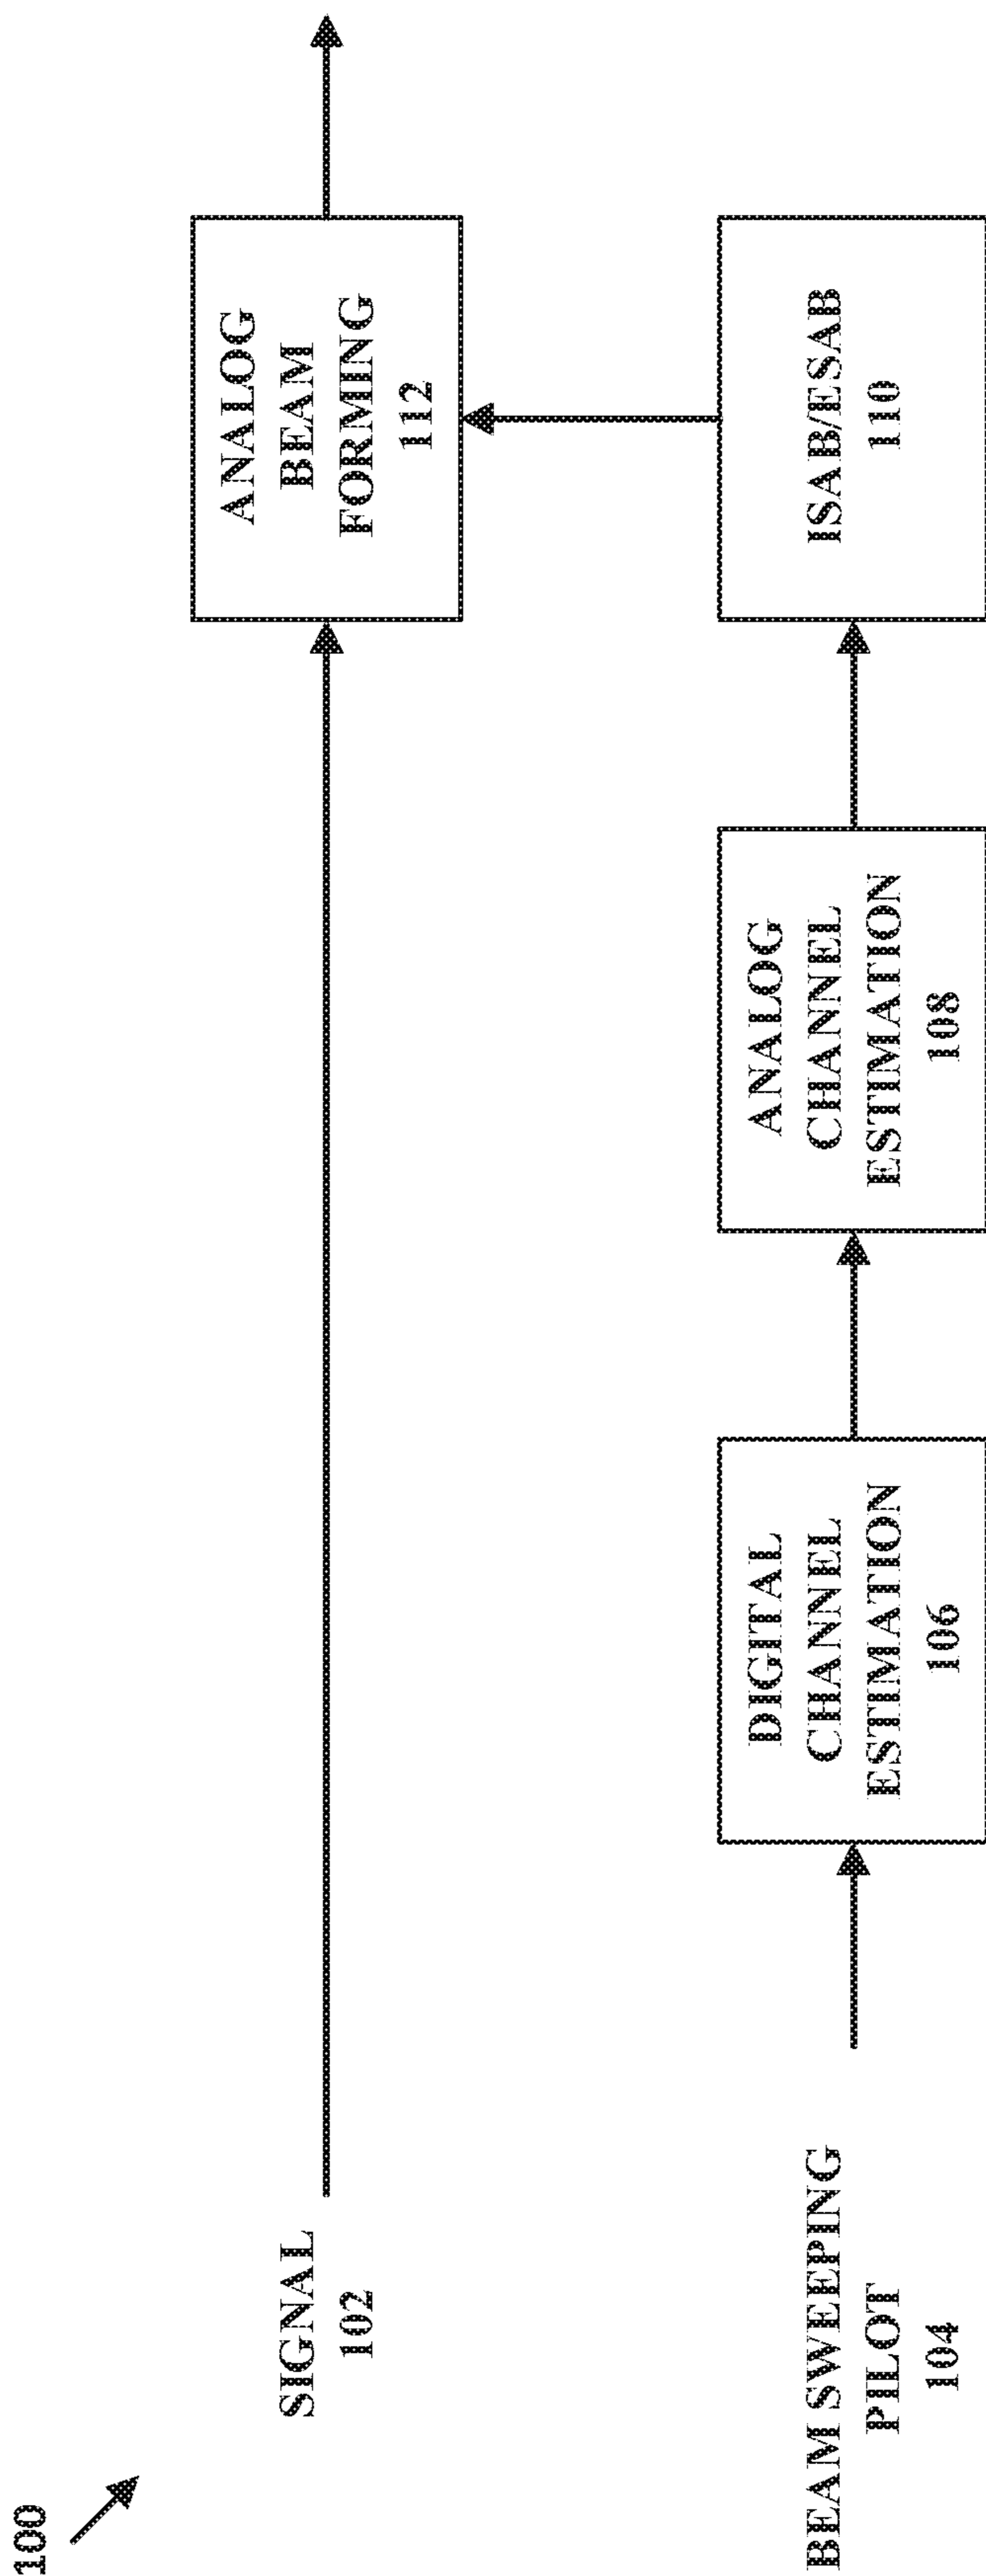 100
SIGNAL
102
ANALOG
BEAM
FORMING
112
BEAM SWEEPING
PILOT
104
DIGITAL
CHANNEL
ESTIMATION
106
ANALOG
CHANNEL
ESTIMATION
108
ISAB/ESAB
110